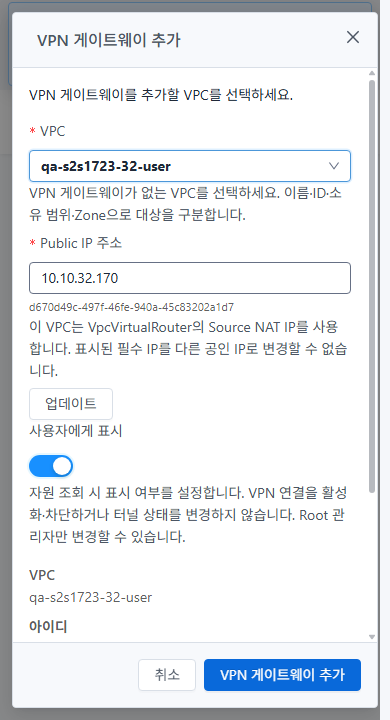 VPN 게이트웨이 추가
VPN 게이트웨이를 추가할 VPC를 선택하세요.
* VPC
qa-s2s1723-32-user
VPN 게이트웨이가 없는 VPC를 선택하세요. 이름·ID·소
유 범위·Zone으로 대상을 구분합니다.
* Public IP 주소
10.10.32.170
d670d49c-497f-46fe-940a-45c83202a1d7
이 VPC는 VpcVirtualRouter의 Source NAT IP를 사용
합니다. 표시된 필수 IP를 다른 공인 IP로 변경할 수 없습
니다.
업데이트
사용자에게 표시
자원 조회 시 표시 여부를 설정합니다. VPN 연결을 활성
화·차단하거나 터널 상태를 변경하지 않습니다. Root 관
리자만 변경할 수 있습니다.
VPC
qa-s2s1723-32-user
아이디
취소
VPN 게이트웨이 추가